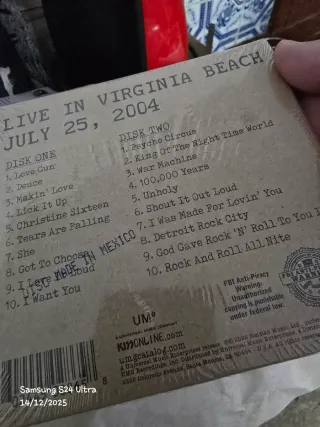 LIVE IN VIRGINIA BEACH
JULY 25, 2004
DISK ONE
1. Love Gun
2. Deuce
3. Makin' Love
4. Lick It Up
5. Christine Sixteen
6. Tears Are Falling
7. She
8. Got To Choose
9. I Love It Loud
10. I Want You
DISK TWO
1. Psycho Circus
2. King Of The Night Time World
3. War Machine
4. 100,000 Years
5. Unholy
6. Shout It Out Loud
7. I Was Made For Lovin' You
8. Detroit Rock City
9. God Gave Rock 'N' Roll To You I
10. Rock And Roll All Nite
DISC MADE IN MEXICO
UMe
KISSONLINE.com
umgcatalog.com
FBI Anti-Piracy
Warning:
Unauthorized
copying is punishable
under federal law.
Samsung S24 Ultra
14/12/2025